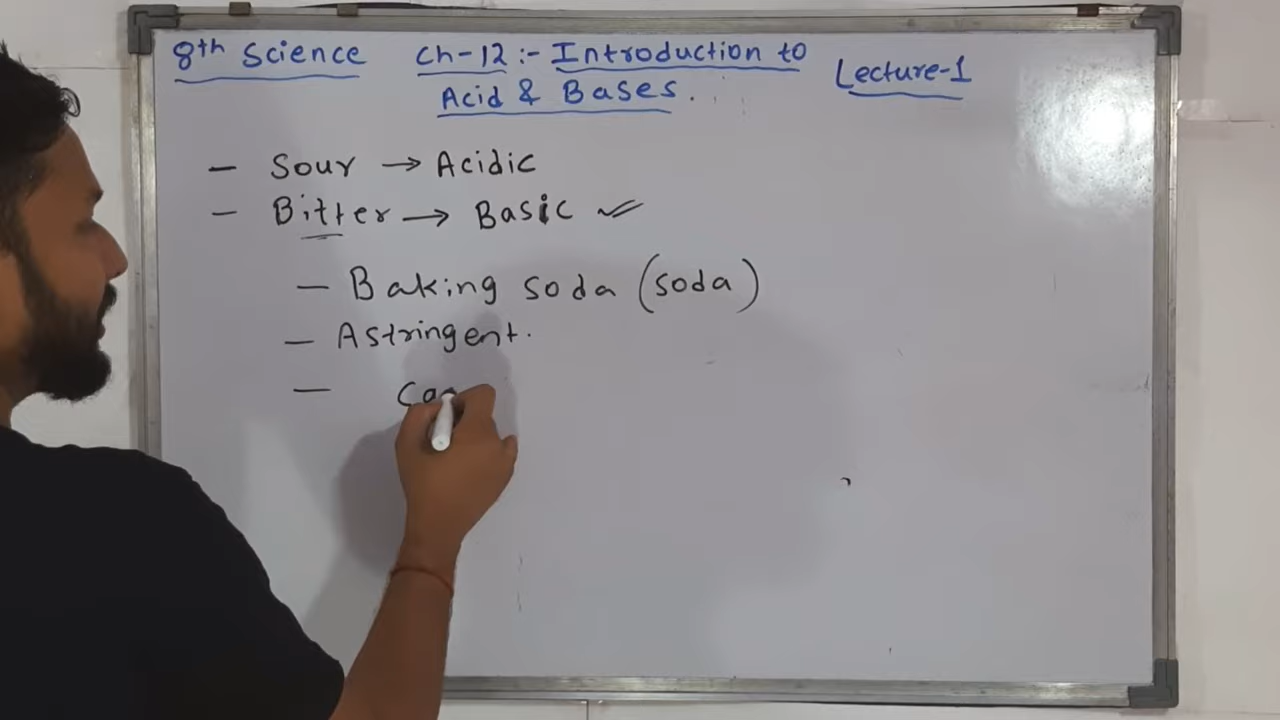 8th Science Ch-12 :- Introduction to Lecture-1
Acid & Bases.
- Sour → Acidic
- Bitter → Basic ✓
- Baking soda (soda)
- Astringent.
-